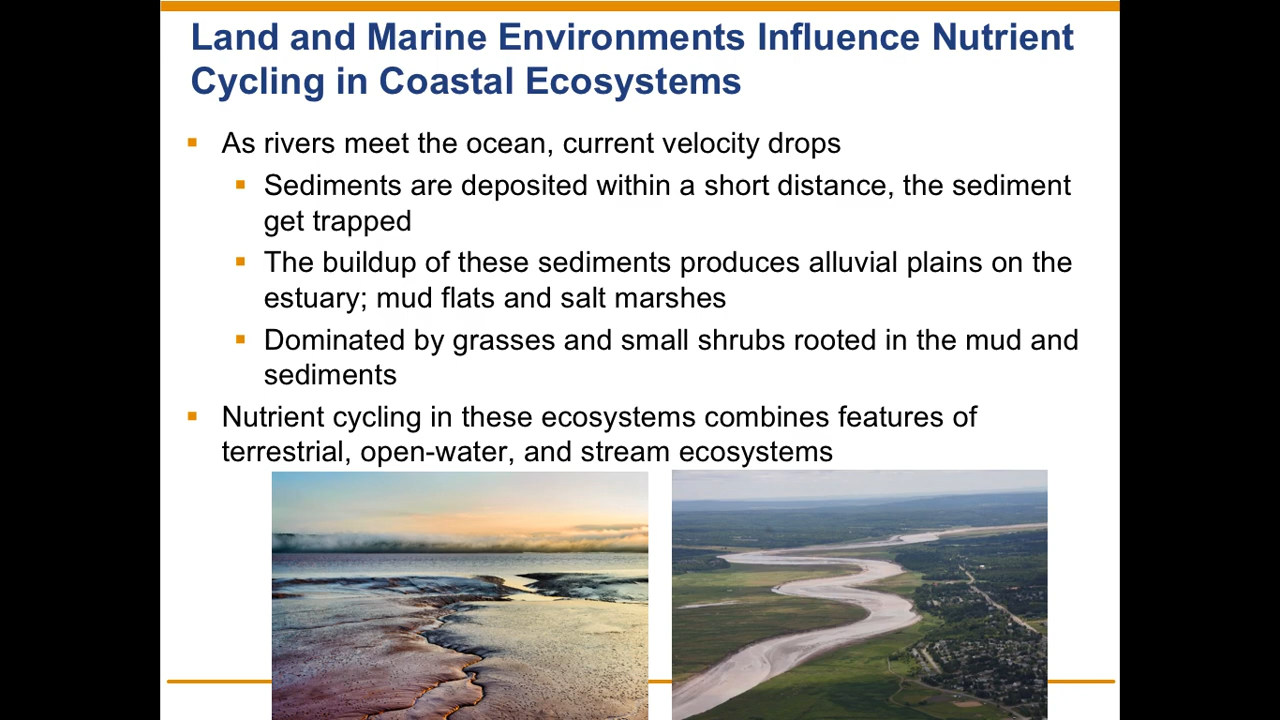 Land and Marine Environments Influence Nutrient
Cycling in Coastal Ecosystems
As rivers meet the ocean, current velocity drops
Sediments are deposited within a short distance, the sediment
get trapped
The buildup of these sediments produces alluvial plains on the
estuary; mud flats and salt marshes
Dominated by grasses and small shrubs rooted in the mud and
sediments
Nutrient cycling in these ecosystems combines features of
terrestrial, open-water, and stream ecosystems